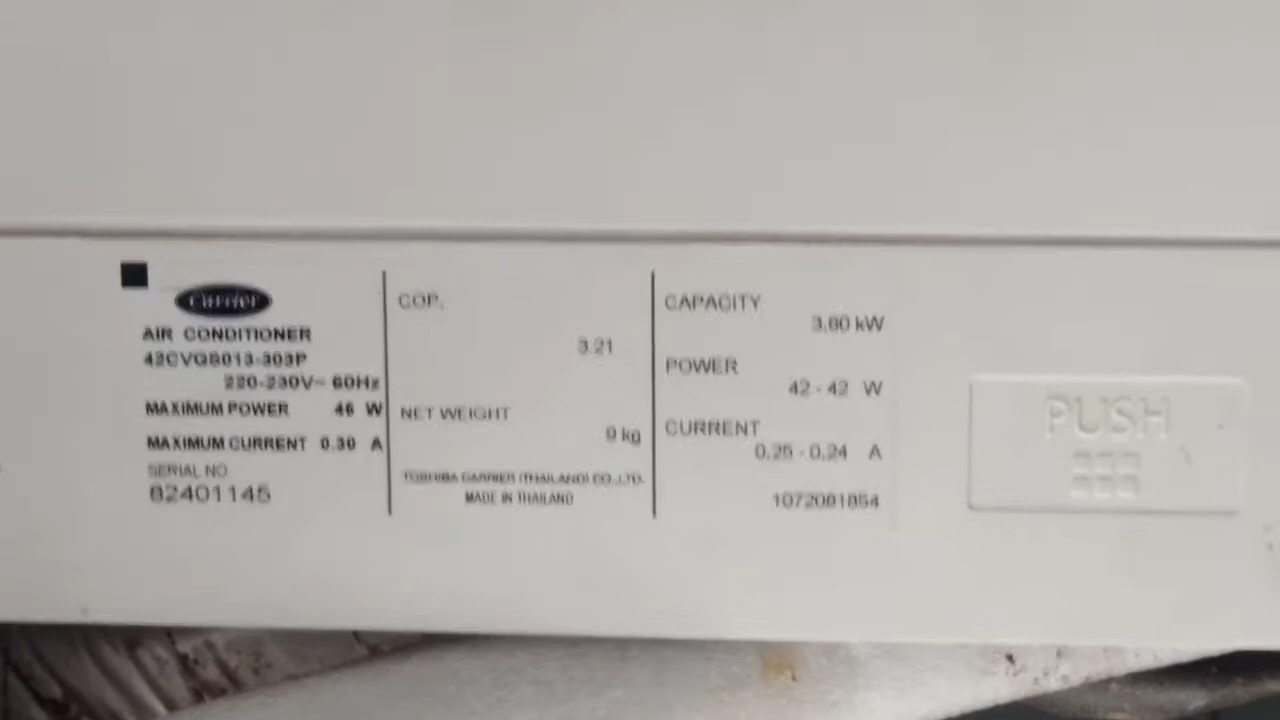 Carrier
AIR CONDITIONER
42CVGS013-303P
220-230V~ 60Hz
MAXIMUM POWER 46 W
MAXIMUM CURRENT 0.30 A
SERIAL NO
82401145
COP.
3.21
NET WEIGHT
9 kg
TOSHIBA CARRIER (THAILAND) CO.,LTD.
MADE IN THAILAND
CAPACITY
3.60 kW
POWER
42 - 42 W
CURRENT
0.25 - 0.24 A
1072081854
PUSH